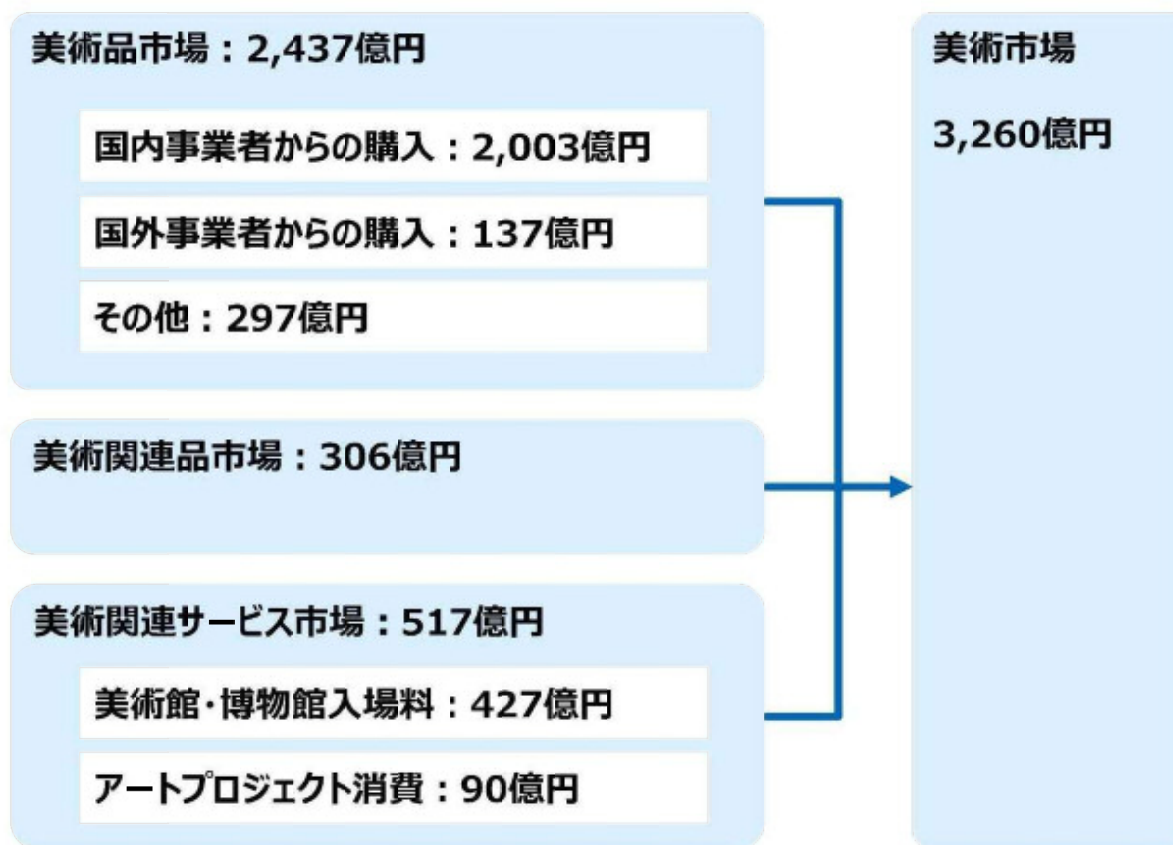 美術品市場：2,437億円
国内事業者からの購入：2,003億円
国外事業者からの購入：137億円
その他：297億円
美術関連品市場：306億円
美術関連サービス市場：517億円
美術館・博物館入場料：427億円
アートプロジェクト消費：90億円
美術市場
3,260億円